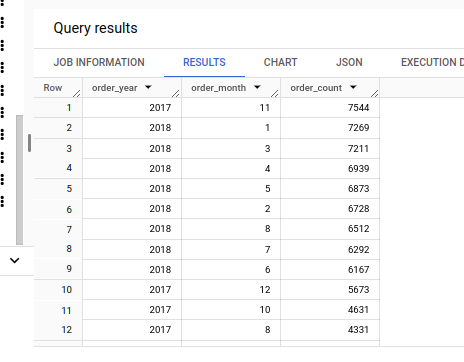 Query results
JOB INFORMATION RESULTS CHART JSON EXECUTION D
Row order_year order_month order_count
1 2017 11 7544
2 2018 1 7269
3 2018 3 7211
4 2018 4 6939
5 2018 5 6873
6 2018 2 6728
7 2018 8 6512
8 2018 7 6292
9 2018 6 6167
10 2017 12 5673
11 2017 10 4631
12 2017 8 4331